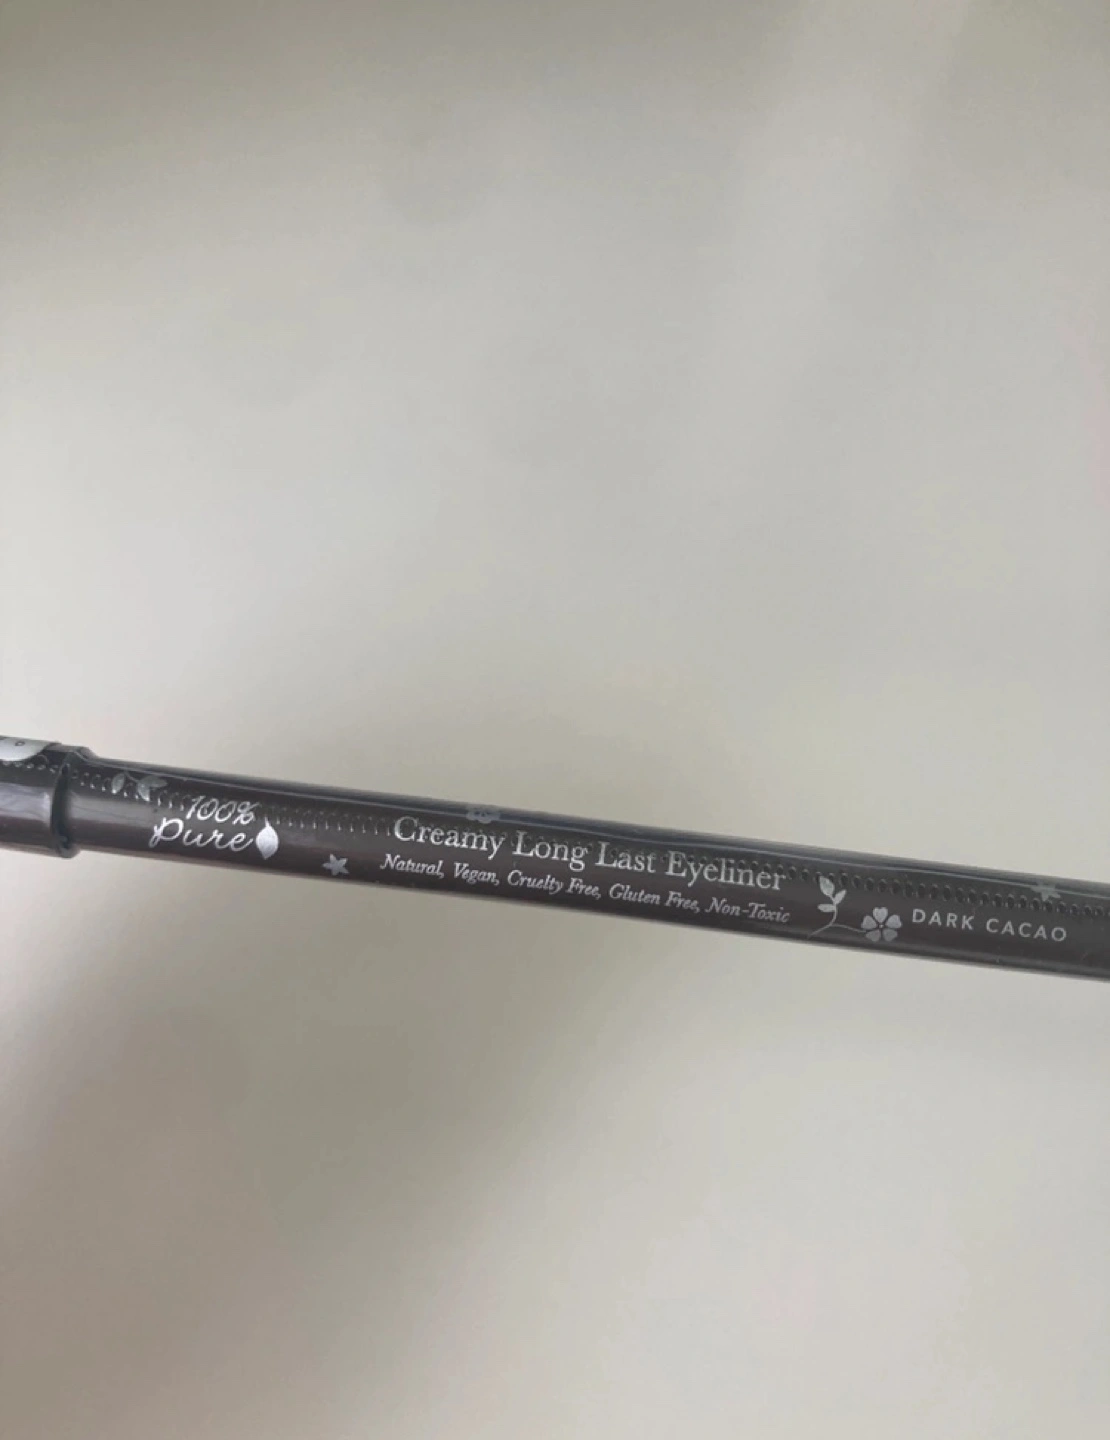 100%
Pure
Creamy Long Last Eyeliner
Natural, Vegan, Cruelty Free, Gluten Free, Non-Toxic
DARK CACAO